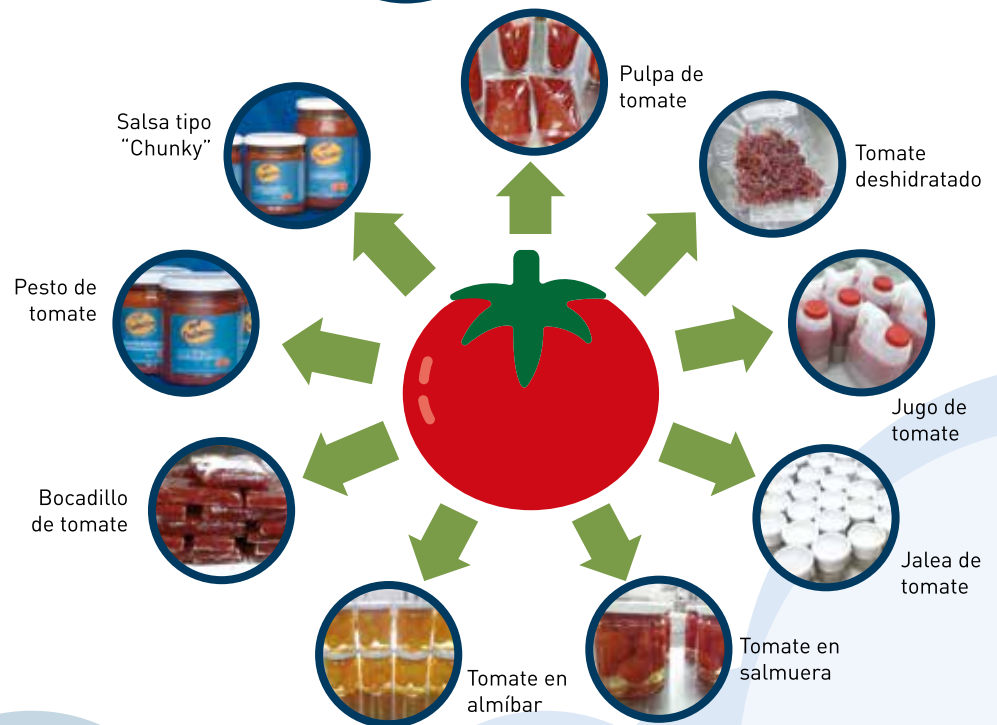 Pulpa de
tomate
Tomate
deshidratado
Jugo de
tomate
Jalea de
tomate
Tomate en
salmuera
Tomate en
almíbar
Bocadillo
de tomate
Pesto de
tomate
Salsa tipo
“Chunky”